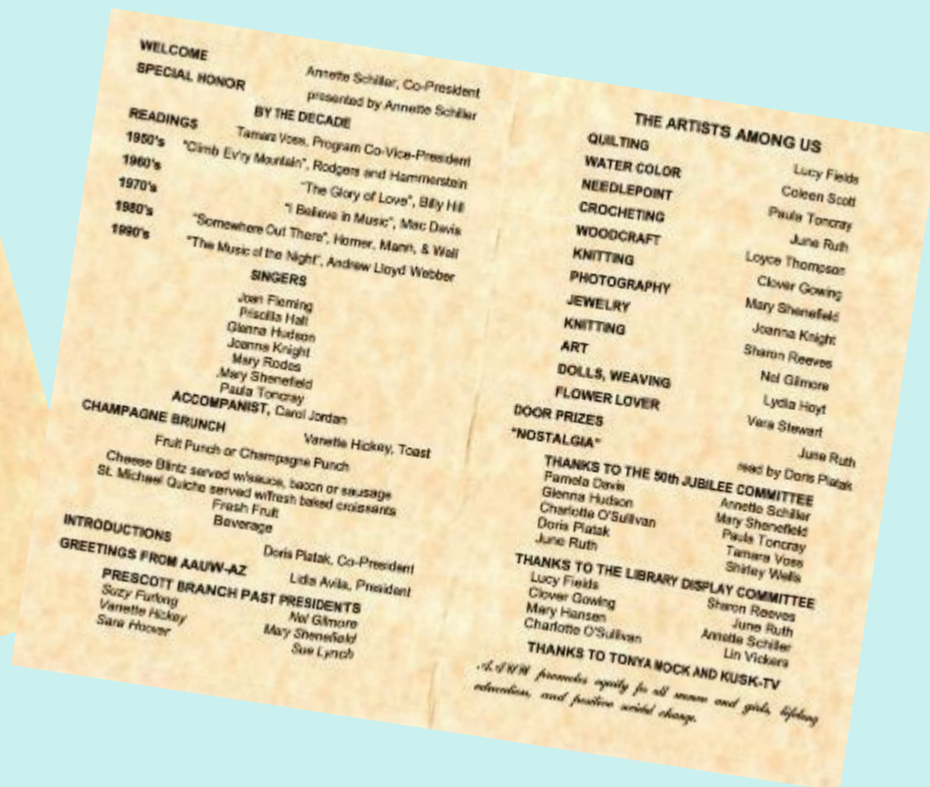 WELCOME Annette Schiller, Co-President
SPECIAL HONOR presented by Annette Schiller
BY THE DECADE
READINGS Tamara Voss, Program Co-Vice-President
1950's "Climb Ev'ry Mountain", Rodgers and Hammerstein
1960's "The Glory of Love", Billy Hill
1970's "I Believe in Music", Mac Davis
1980's "Somewhere Out There", Horner, Mann, & Weil
1990's "The Music of the Night", Andrew Lloyd Webber
SINGERS
Joan Fleming
Priscilla Hall
Glenna Hudson
Joanna Knight
Mary Rodes
Mary Shenefield
Paula Toncray
ACCOMPANIST, Carol Jordan
CHAMPAGNE BRUNCH Vanette Hickey, Toast
Fruit Punch or Champagne Punch
Cheese Blintz served w/sauce, bacon or sausage
St. Michael Quiche served w/fresh baked croissants
Fresh Fruit
Beverage
INTRODUCTIONS Doris Piatak, Co-President
GREETINGS FROM AAUW-AZ Lidia Avila, President
PRESCOTT BRANCH PAST PRESIDENTS
Suzy Furlong Nel Gilmore
Vanette Hickey Mary Shenefield
Sara Hoover Sue Lynch
THE ARTISTS AMONG US
QUILTING Lucy Fields
WATER COLOR Coleen Scott
NEEDLEPOINT Paula Toncray
CROCHETING June Ruth
WOODCRAFT Loyce Thompson
KNITTING Clover Gowing
PHOTOGRAPHY Mary Shenefield
JEWELRY Joanna Knight
KNITTING Sharon Reeves
ART Nel Gilmore
DOLLS, WEAVING Lydia Hoyt
FLOWER LOVER Vera Stewart
DOOR PRIZES June Ruth
"NOSTALGIA" read by Doris Piatak
THANKS TO THE 50th JUBILEE COMMITTEE
Pamela Davis Annette Schiller
Glenna Hudson Mary Shenefield
Charlotte O'Sullivan Paula Toncray
Doris Piatak Tamara Voss
June Ruth Shirley Wells
THANKS TO THE LIBRARY DISPLAY COMMITTEE
Lucy Fields Sharon Reeves
Clover Gowing June Ruth
Mary Hansen Annette Schiller
Charlotte O'Sullivan Lin Vickers
THANKS TO TONYA MOCK AND KUSK-TV
AAUW promotes equity for all women and girls, lifelong
education, and positive social change.